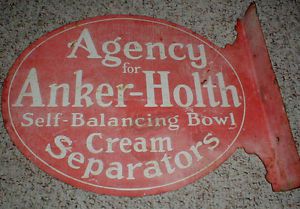 Agency
for
Anker-Holth
Self-Balancing Bowl
Cream
Separators